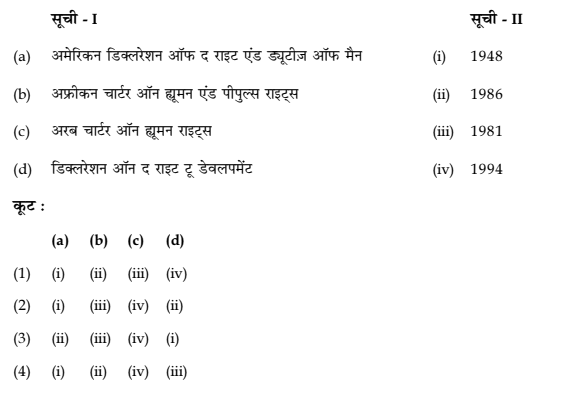 सूची - I सूची - II
(a) अमेरिकन डिक्लरेशन ऑफ द राइट एंड ड्यूटीज़ ऑफ मैन (i) 1948
(b) अफ्रीकन चार्टर ऑन ह्यूमन एंड पीपुल्स राइट्स (ii) 1986
(c) अरब चार्टर ऑन ह्यूमन राइट्स (iii) 1981
(d) डिक्लरेशन ऑन द राइट टू डेवलपमेंट (iv) 1994
कूट :
(a) (b) (c) (d)
(1) (i) (ii) (iii) (iv)
(2) (i) (iii) (iv) (ii)
(3) (ii) (iii) (iv) (i)
(4) (i) (ii) (iv) (iii)